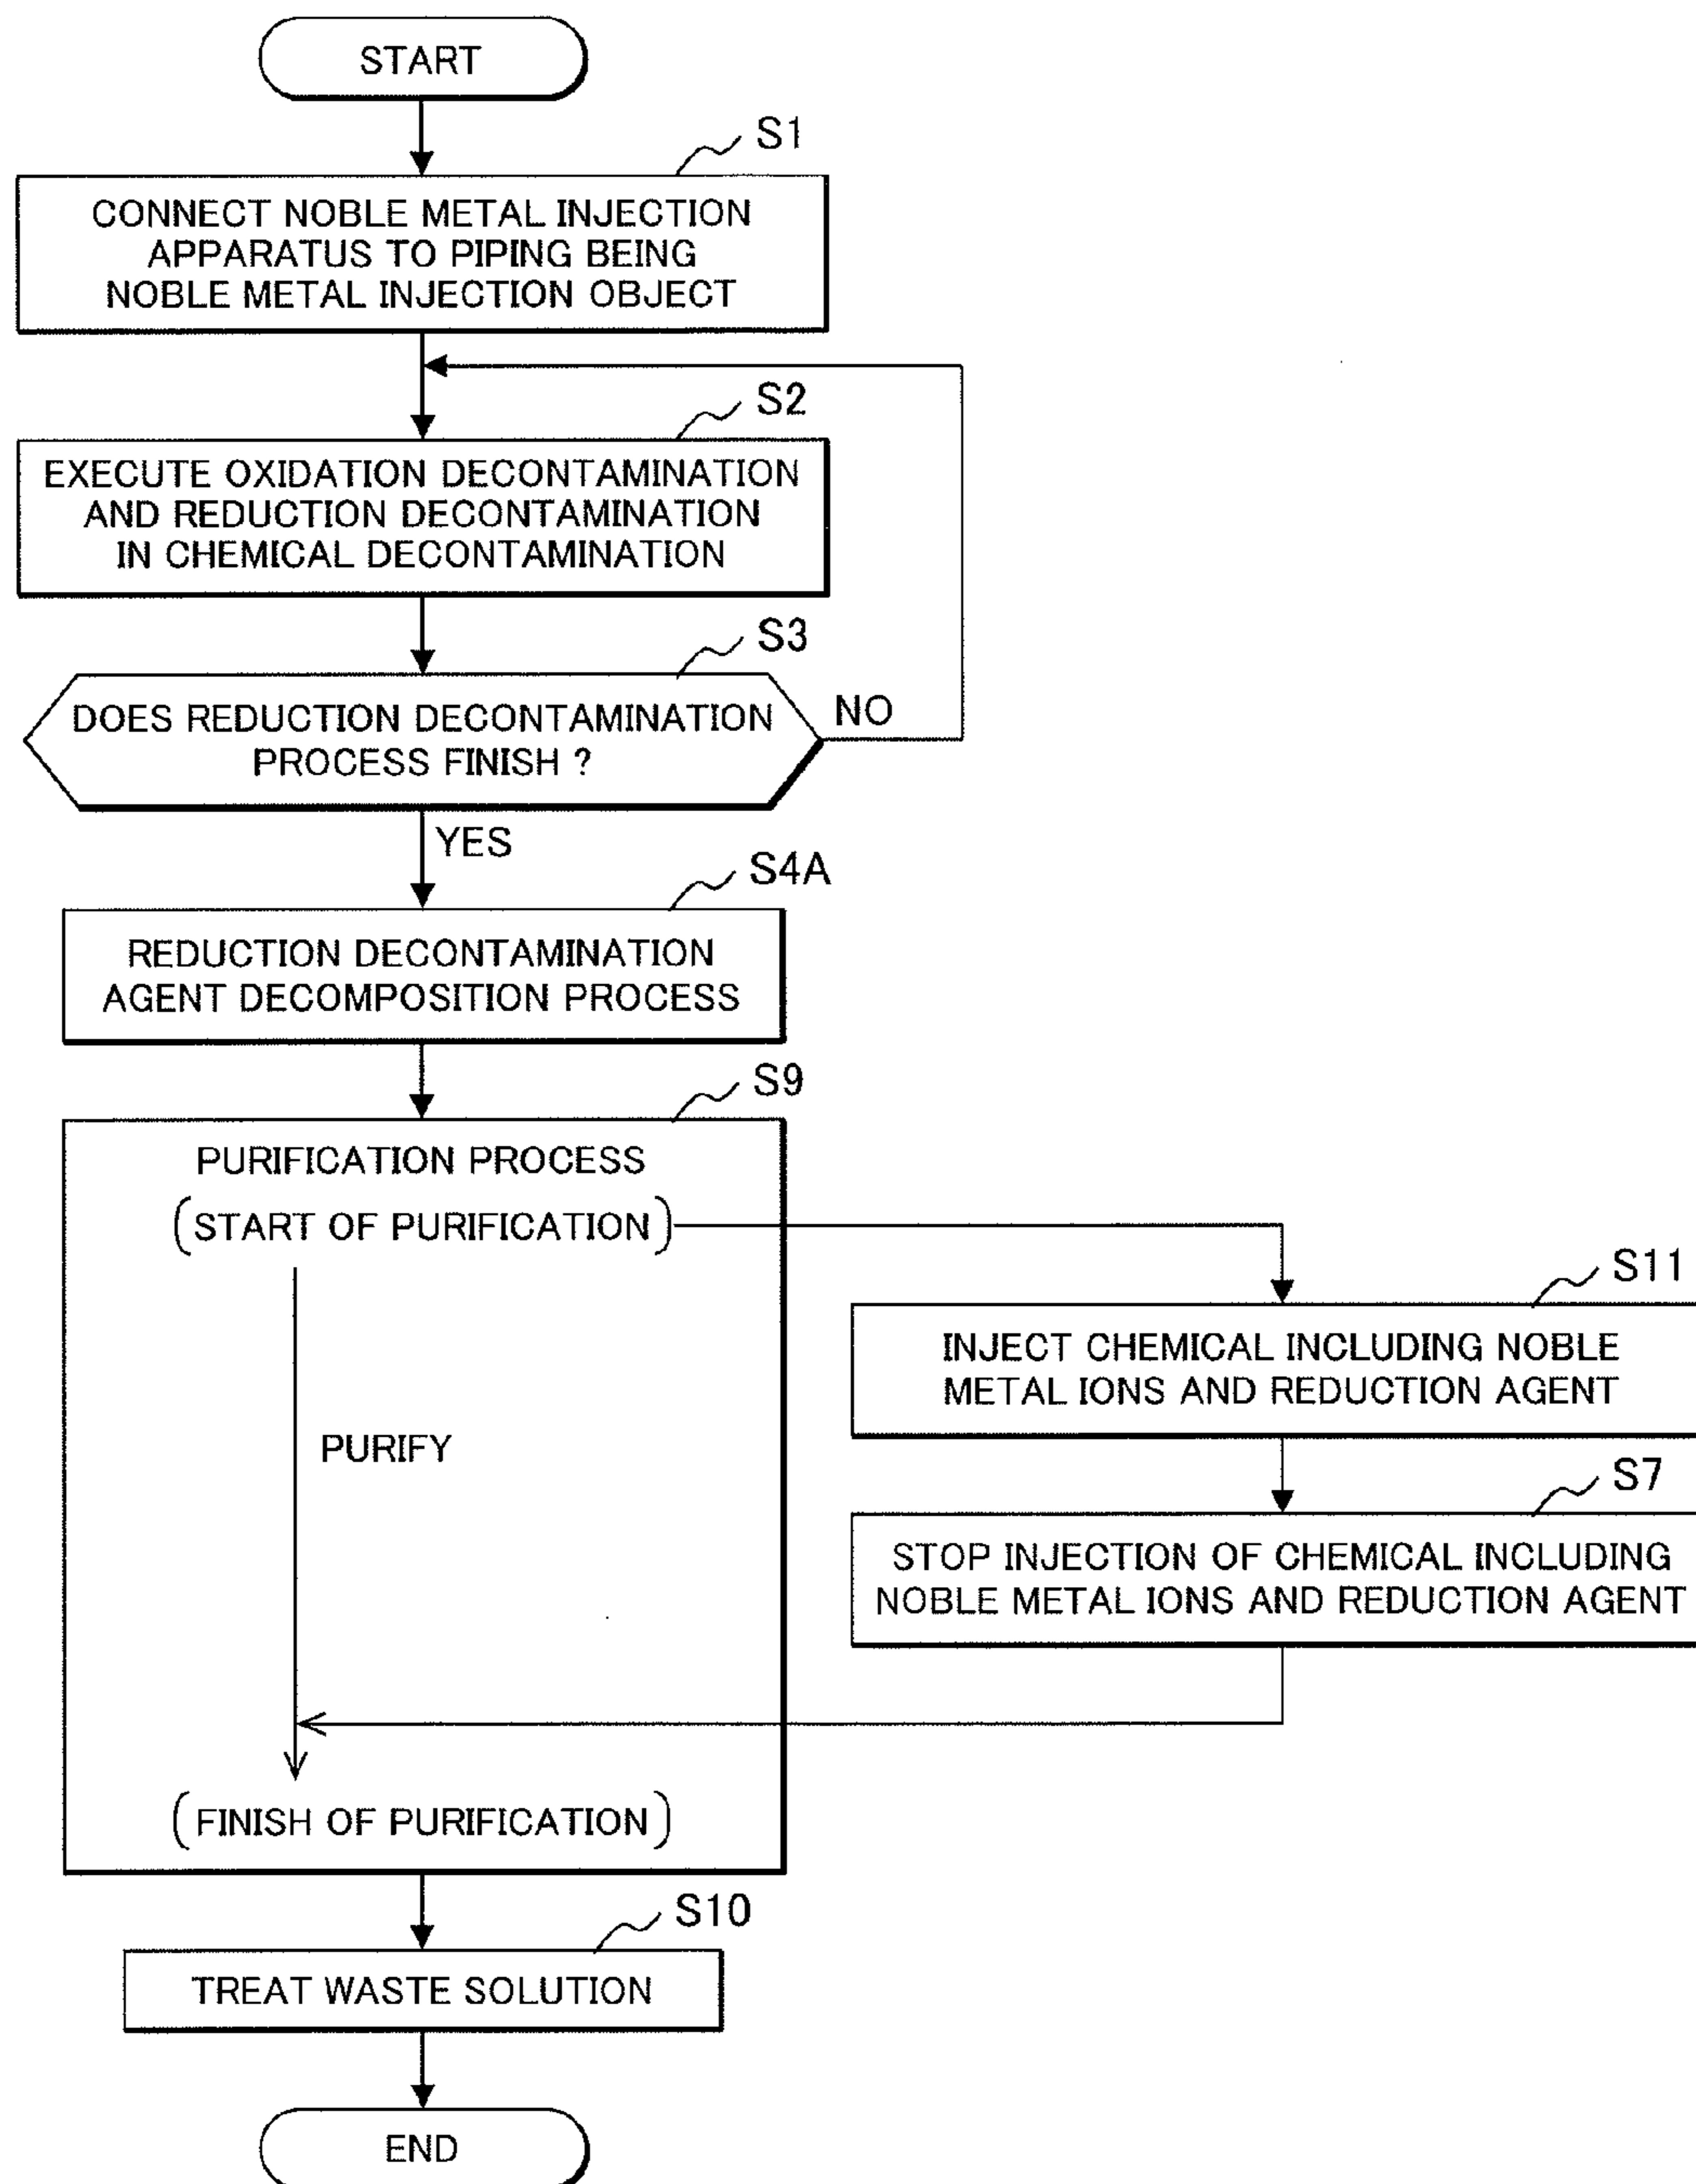 START
S1
CONNECT NOBLE METAL INJECTION
APPARATUS TO PIPING BEING
NOBLE METAL INJECTION OBJECT
S2
EXECUTE OXIDATION DECONTAMINATION
AND REDUCTION DECONTAMINATION
IN CHEMICAL DECONTAMINATION
S3
DOES REDUCTION DECONTAMINATION
PROCESS FINISH ?
NO
YES
S4A
REDUCTION DECONTAMINATION
AGENT DECOMPOSITION PROCESS
S9
PURIFICATION PROCESS
(START OF PURIFICATION)
S11
INJECT CHEMICAL INCLUDING NOBLE
METAL IONS AND REDUCTION AGENT
PURIFY
S7
STOP INJECTION OF CHEMICAL INCLUDING
NOBLE METAL IONS AND REDUCTION AGENT
(FINISH OF PURIFICATION)
S10
TREAT WASTE SOLUTION
END